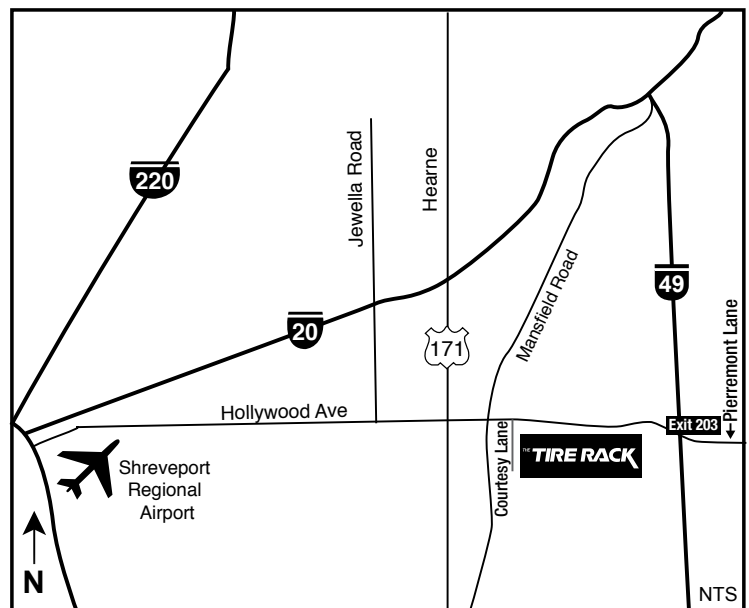 220
Jewella Road
Hearne
49
20
171
Mansfield Road
Pierremont Lane
Hollywood Ave
Exit 203
Courtesy Lane
THE TIRE RACK
Shreveport
Regional
Airport
N
NTS